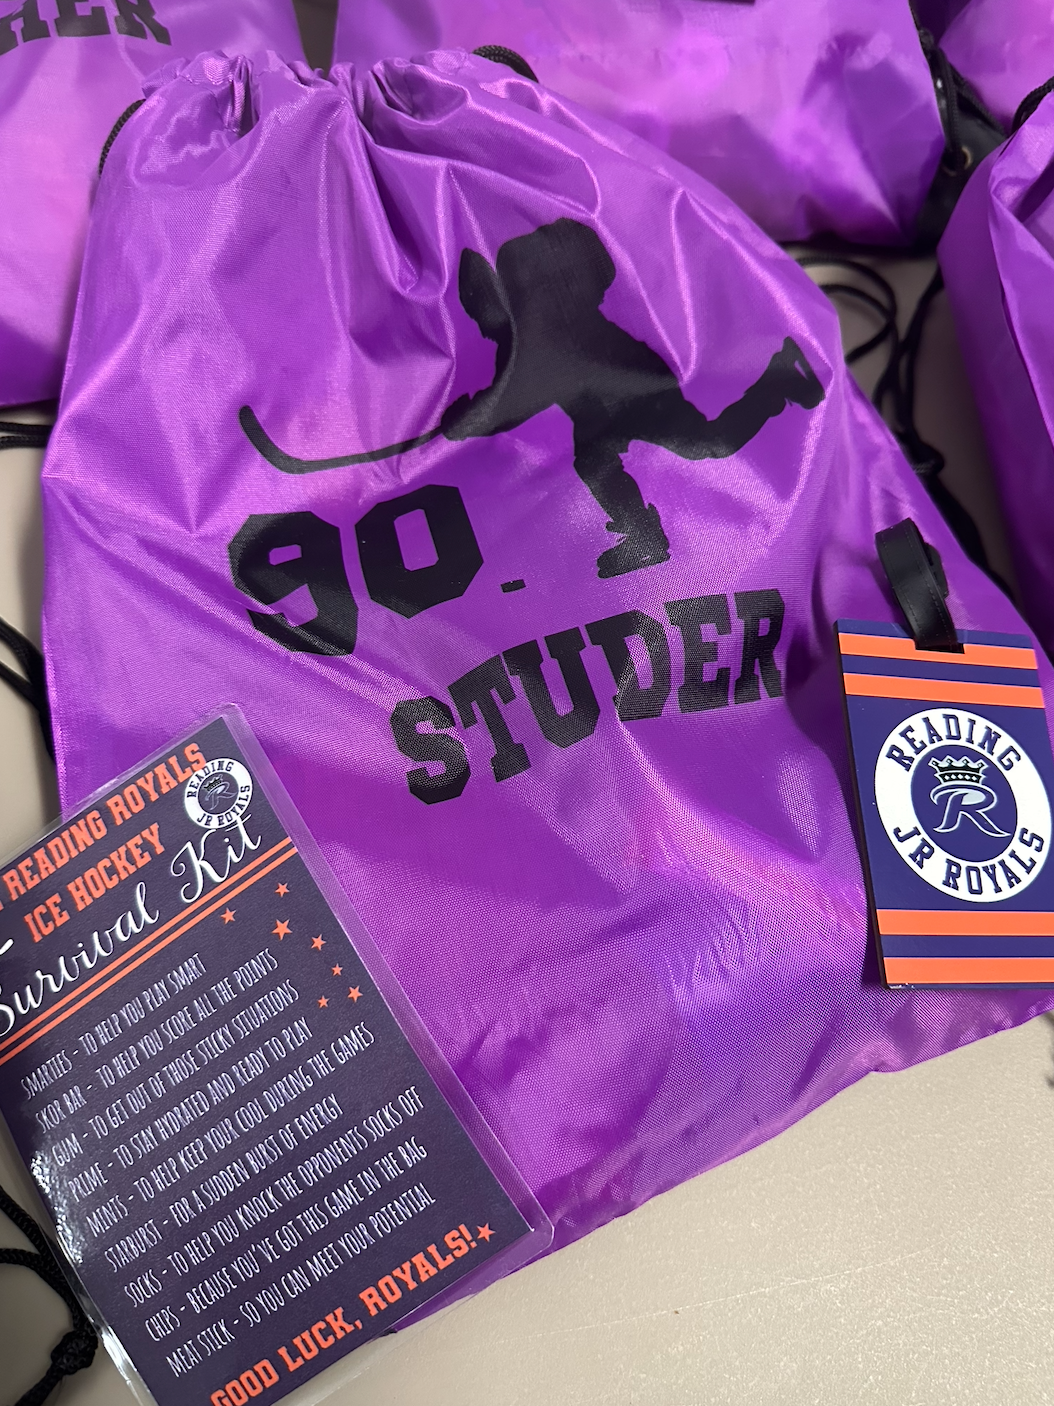 90
STUDER
READING
JR ROYALS
R
READING ROYALS
ICE HOCKEY
Survival Kit
READING
JR ROYALS
SMARTIES - TO HELP YOU PLAY SMART
SKOR BAR - TO HELP YOU SCORE ALL THE POINTS
GUM - TO GET OUT OF THOSE STICKY SITUATIONS
PRIME - TO STAY HYDRATED AND READY TO PLAY
MINTS - TO HELP KEEP YOUR COOL DURING THE GAMES
STARBURST - FOR A SUDDEN BURST OF ENERGY
SOCKS - TO HELP YOU KNOCK THE OPPONENTS SOCKS OFF
CHIPS - BECAUSE YOU'VE GOT THIS GAME IN THE BAG
MEAT STICK - SO YOU CAN MEET YOUR POTENTIAL
GOOD LUCK, ROYALS!